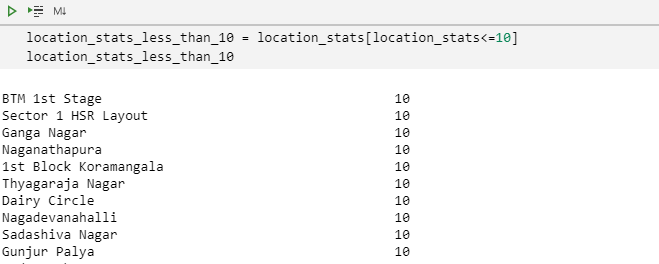 M↓
location_stats_less_than_10 = location_stats[location_stats<=10]
location_stats_less_than_10
BTM 1st Stage 10
Sector 1 HSR Layout 10
Ganga Nagar 10
Naganathapura 10
1st Block Koramangala 10
Thyagaraja Nagar 10
Dairy Circle 10
Nagadevanahalli 10
Sadashiva Nagar 10
Gunjur Palya 10